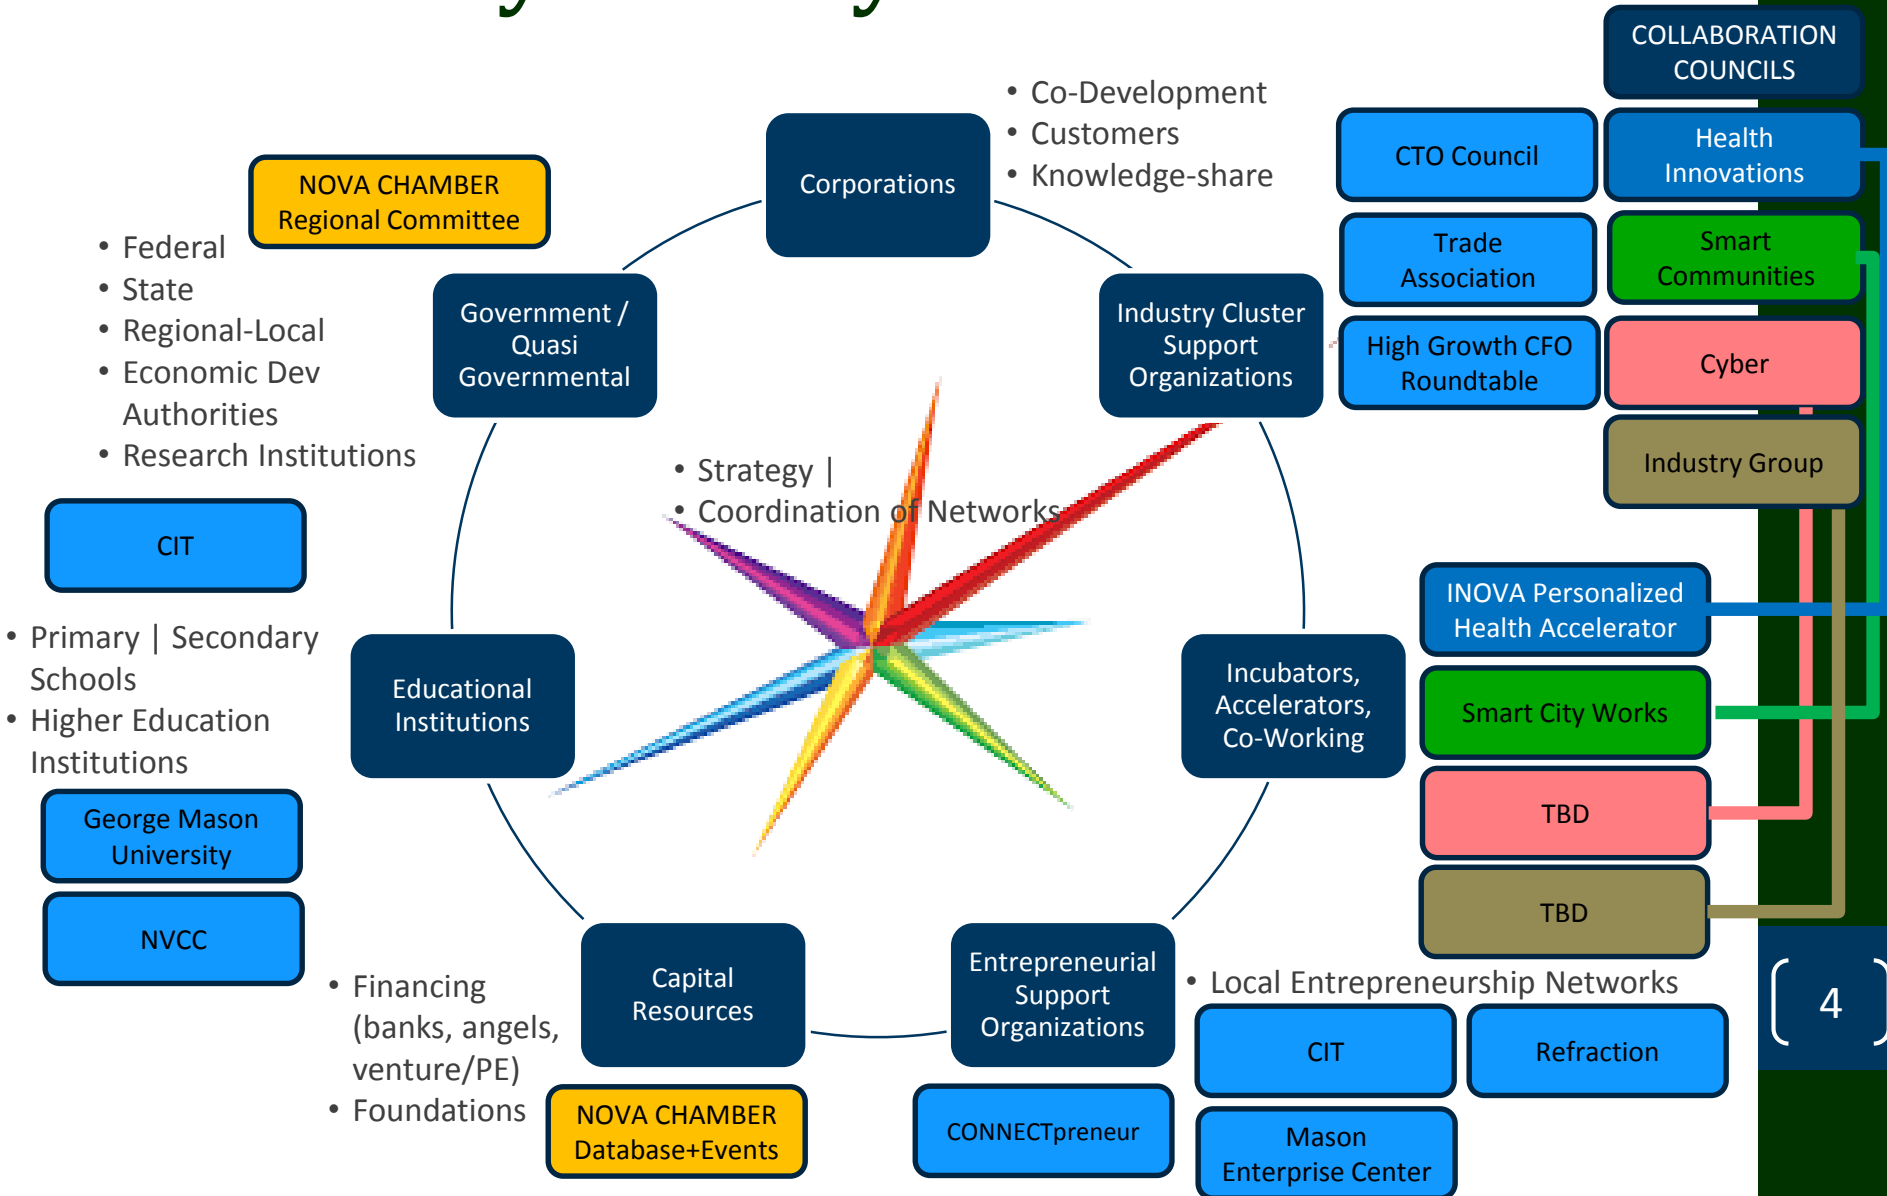 COLLABORATION
COUNCILS
• Co-Development
• Customers
• Knowledge-share
Corporations
CTO Council
Health
Innovations
NOVA CHAMBER
Regional Committee
• Federal
• State
• Regional-Local
• Economic Dev
Authorities
• Research Institutions
Government /
Quasi
Governmental
Industry Cluster
Support
Organizations
Trade
Association
Smart
Communities
High Growth CFO
Roundtable
Cyber
Industry Group
• Strategy |
• Coordination of Networks
CIT
INOVA Personalized
Health Accelerator
• Primary | Secondary
Schools
• Higher Education
Institutions
Educational
Institutions
Incubators,
Accelerators,
Co-Working
Smart City Works
TBD
TBD
George Mason
University
NVCC
• Financing
(banks, angels,
venture/PE)
• Foundations
Capital
Resources
Entrepreneurial
Support
Organizations
• Local Entrepreneurship Networks
4
CIT
Refraction
NOVA CHAMBER
Database+Events
CONNECTpreneur
Mason
Enterprise Center